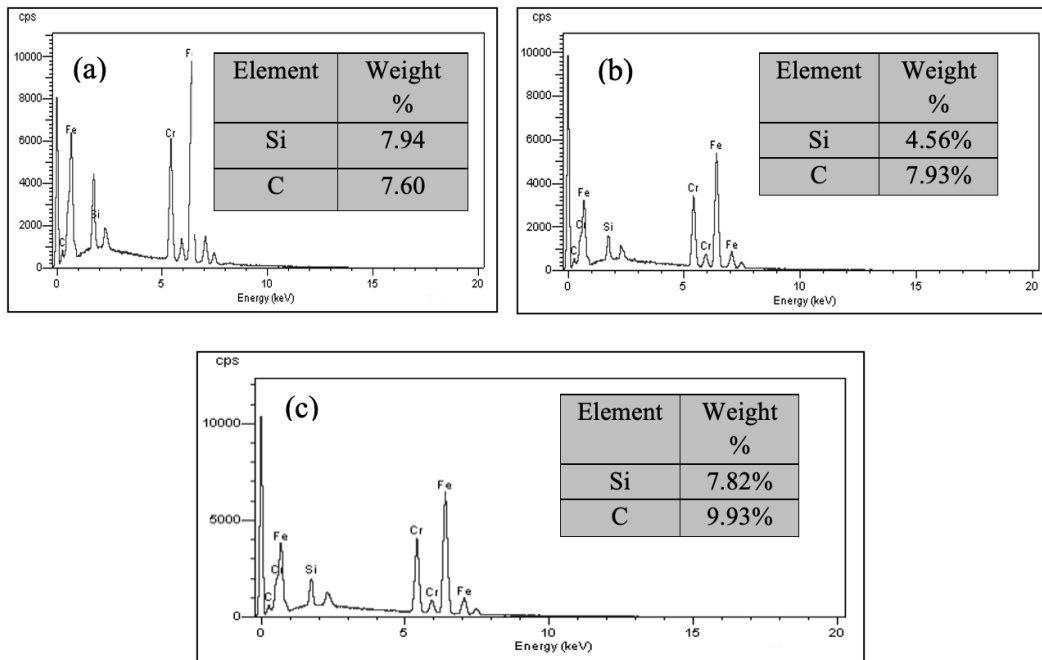 cps
10000
8000
6000
4000
2000
0
(a)
Fe
C
Si
Cr
F
0
5
10
15
20
Energy (keV)
Element Weight %
Si 7.94
C 7.60
cps
10000
8000
6000
4000
2000
0
(b)
Fe
C
C
Si
Cr
Cr
Fe
Fe
0
5
10
15
20
Energy (keV)
Element Weight %
Si 4.56%
C 7.93%
cps
10000
5000
0
(c)
Fe
C
C
Si
Cr
Cr
Fe
Fe
0
5
10
15
20
Energy (keV)
Element Weight %
Si 7.82%
C 9.93%